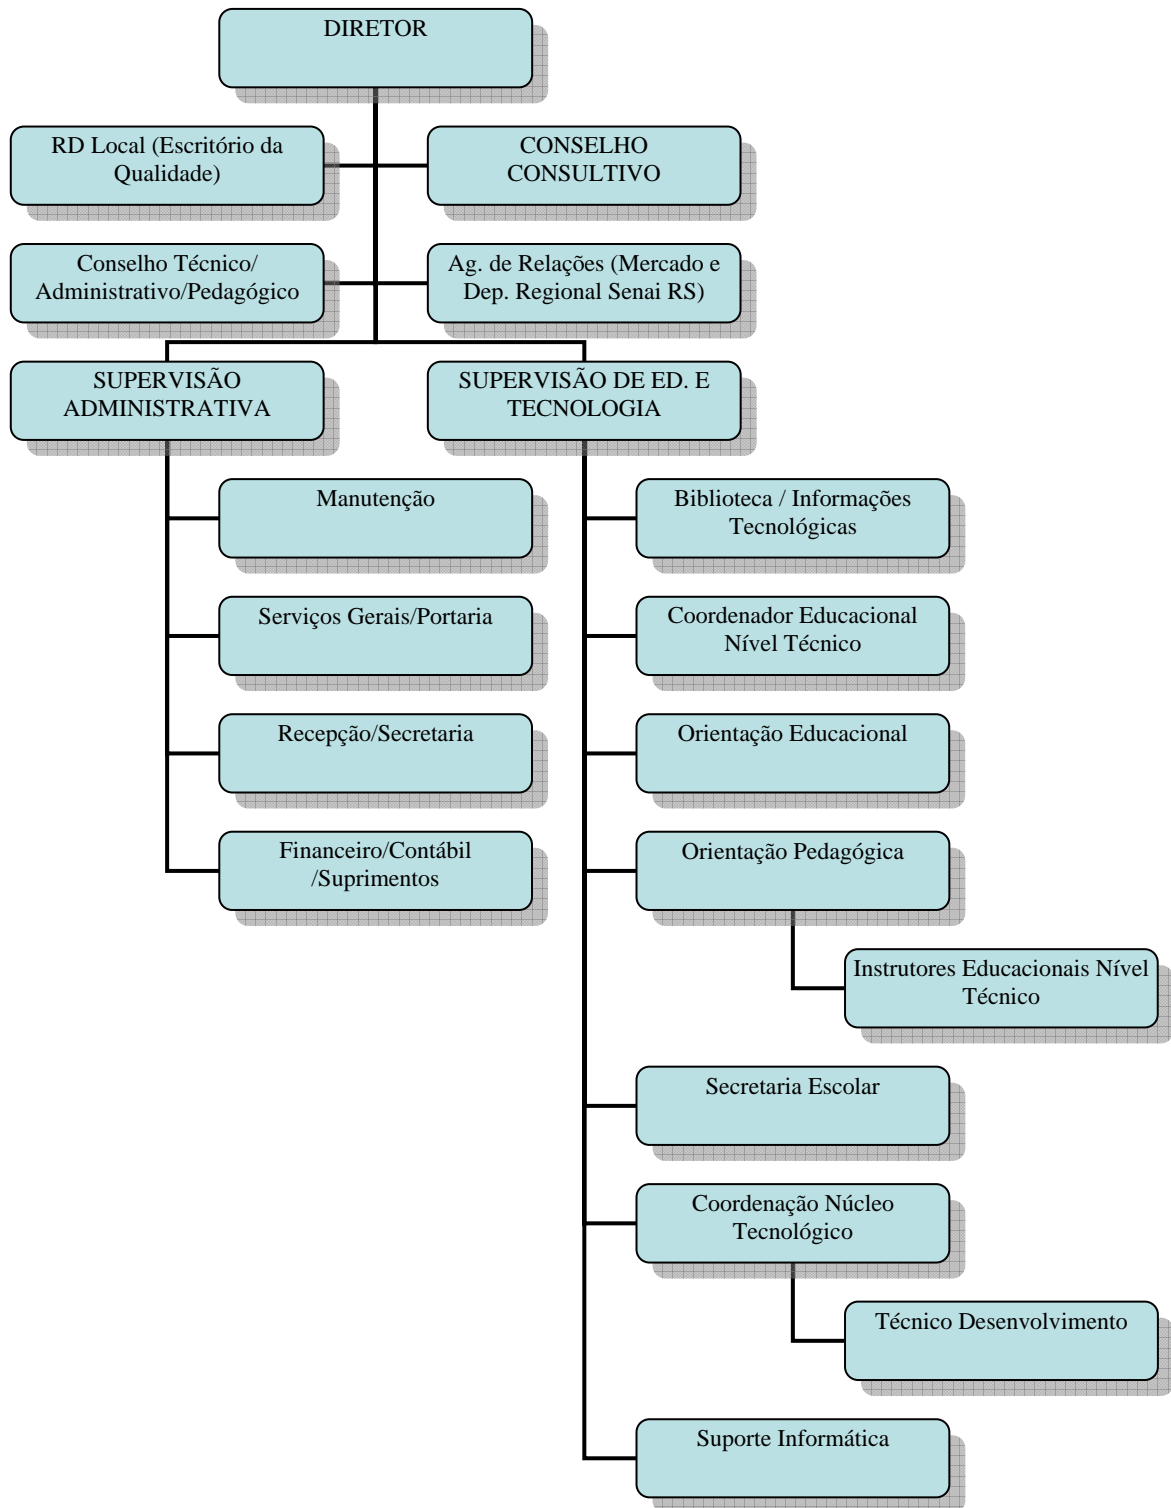 DIRETOR
RD Local (Escritório da
Qualidade)
CONSELHO
CONSULTIVO
Conselho Técnico/
Administrativo/Pedagógico
Ag. de Relações (Mercado e
Dep. Regional Senai RS)
SUPERVISÃO
ADMINISTRATIVA
SUPERVISÃO DE ED. E
TECNOLOGIA
Manutenção
Serviços Gerais/Portaria
Recepção/Secretaria
Financeiro/Contábil
/Suprimentos
Biblioteca / Informações
Tecnológicas
Coordenador Educacional
Nível Técnico
Orientação Educacional
Orientação Pedagógica
Instrutores Educacionais Nível
Técnico
Secretaria Escolar
Coordenação Núcleo
Tecnológico
Técnico Desenvolvimento
Suporte Informática